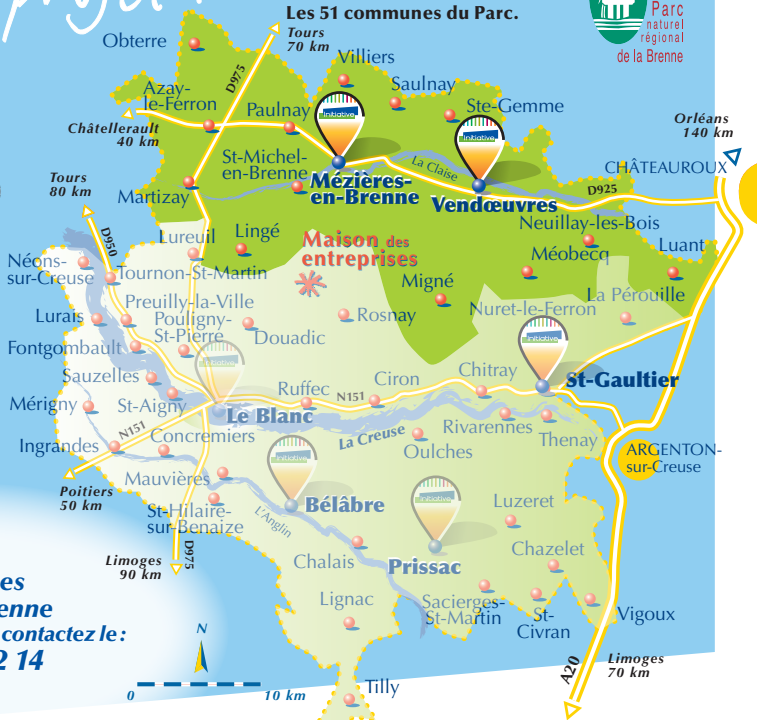 Les 51 communes du Parc.
Parc
naturel
régional
de la Brenne
Tours
70 km
Obterre
D975
Villiers
Saulnay
Azay-
le-Ferron
Paulnay
initiative
Ste-Gemme
initiative
Orléans
140 km
Châtellerault
40 km
St-Michel-
en-Brenne
La Claise
CHÂTEAUROUX
Tours
80 km
Martizay
Mézières-
en-Brenne
Vendœuvres
D925
Neuillay-les-Bois
D950
Lureuil
Lingé
Maison des
entreprises
Méobecq
Luant
Néons-
sur-Creuse
Tournon-St-Martin
Migné
La Pérouille
Preuilly-la-Ville
Nuret-le-Ferron
Lurais
Pouligny-
St-Pierre
Rosnay
Douadic
initiative
Fontgombault
initiative
Sauzelles
Ruffec
N151
Ciron
Chitray
St-Gaultier
Mérigny
St-Aigny
Le Blanc
N151
La Creuse
Rivarennes
Thenay
Ingrandes
Concremiers
Oulches
ARGENTON-
sur-Creuse
initiative
Mauvières
Poitiers
50 km
initiative
St-Hilaire-
sur-Benaize
L'Anglin
Bélâbre
Luzeret
D975
Limoges
90 km
Chalais
Prissac
Chazelet
es
enne
contactez le :
2 14
Lignac
Sacierges-
St-Martin
St-
Civran
Vigoux
N
A20
Limoges
70 km
0
10 km
Tilly